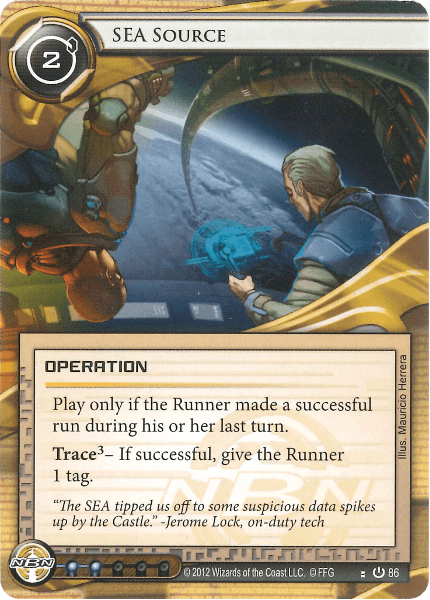 SEA Source
2
OPERATION
Play only if the Runner made a successful
run during his or her last turn.
Trace³– If successful, give the Runner
1 tag.
“The SEA tipped us off to some suspicious data spikes
up by the Castle.” -Jerome Lock, on-duty tech
Illus. Mauricio Herrera
NBN
NBN
© 2012 Wizards of the Coast LLC. © FFG
86